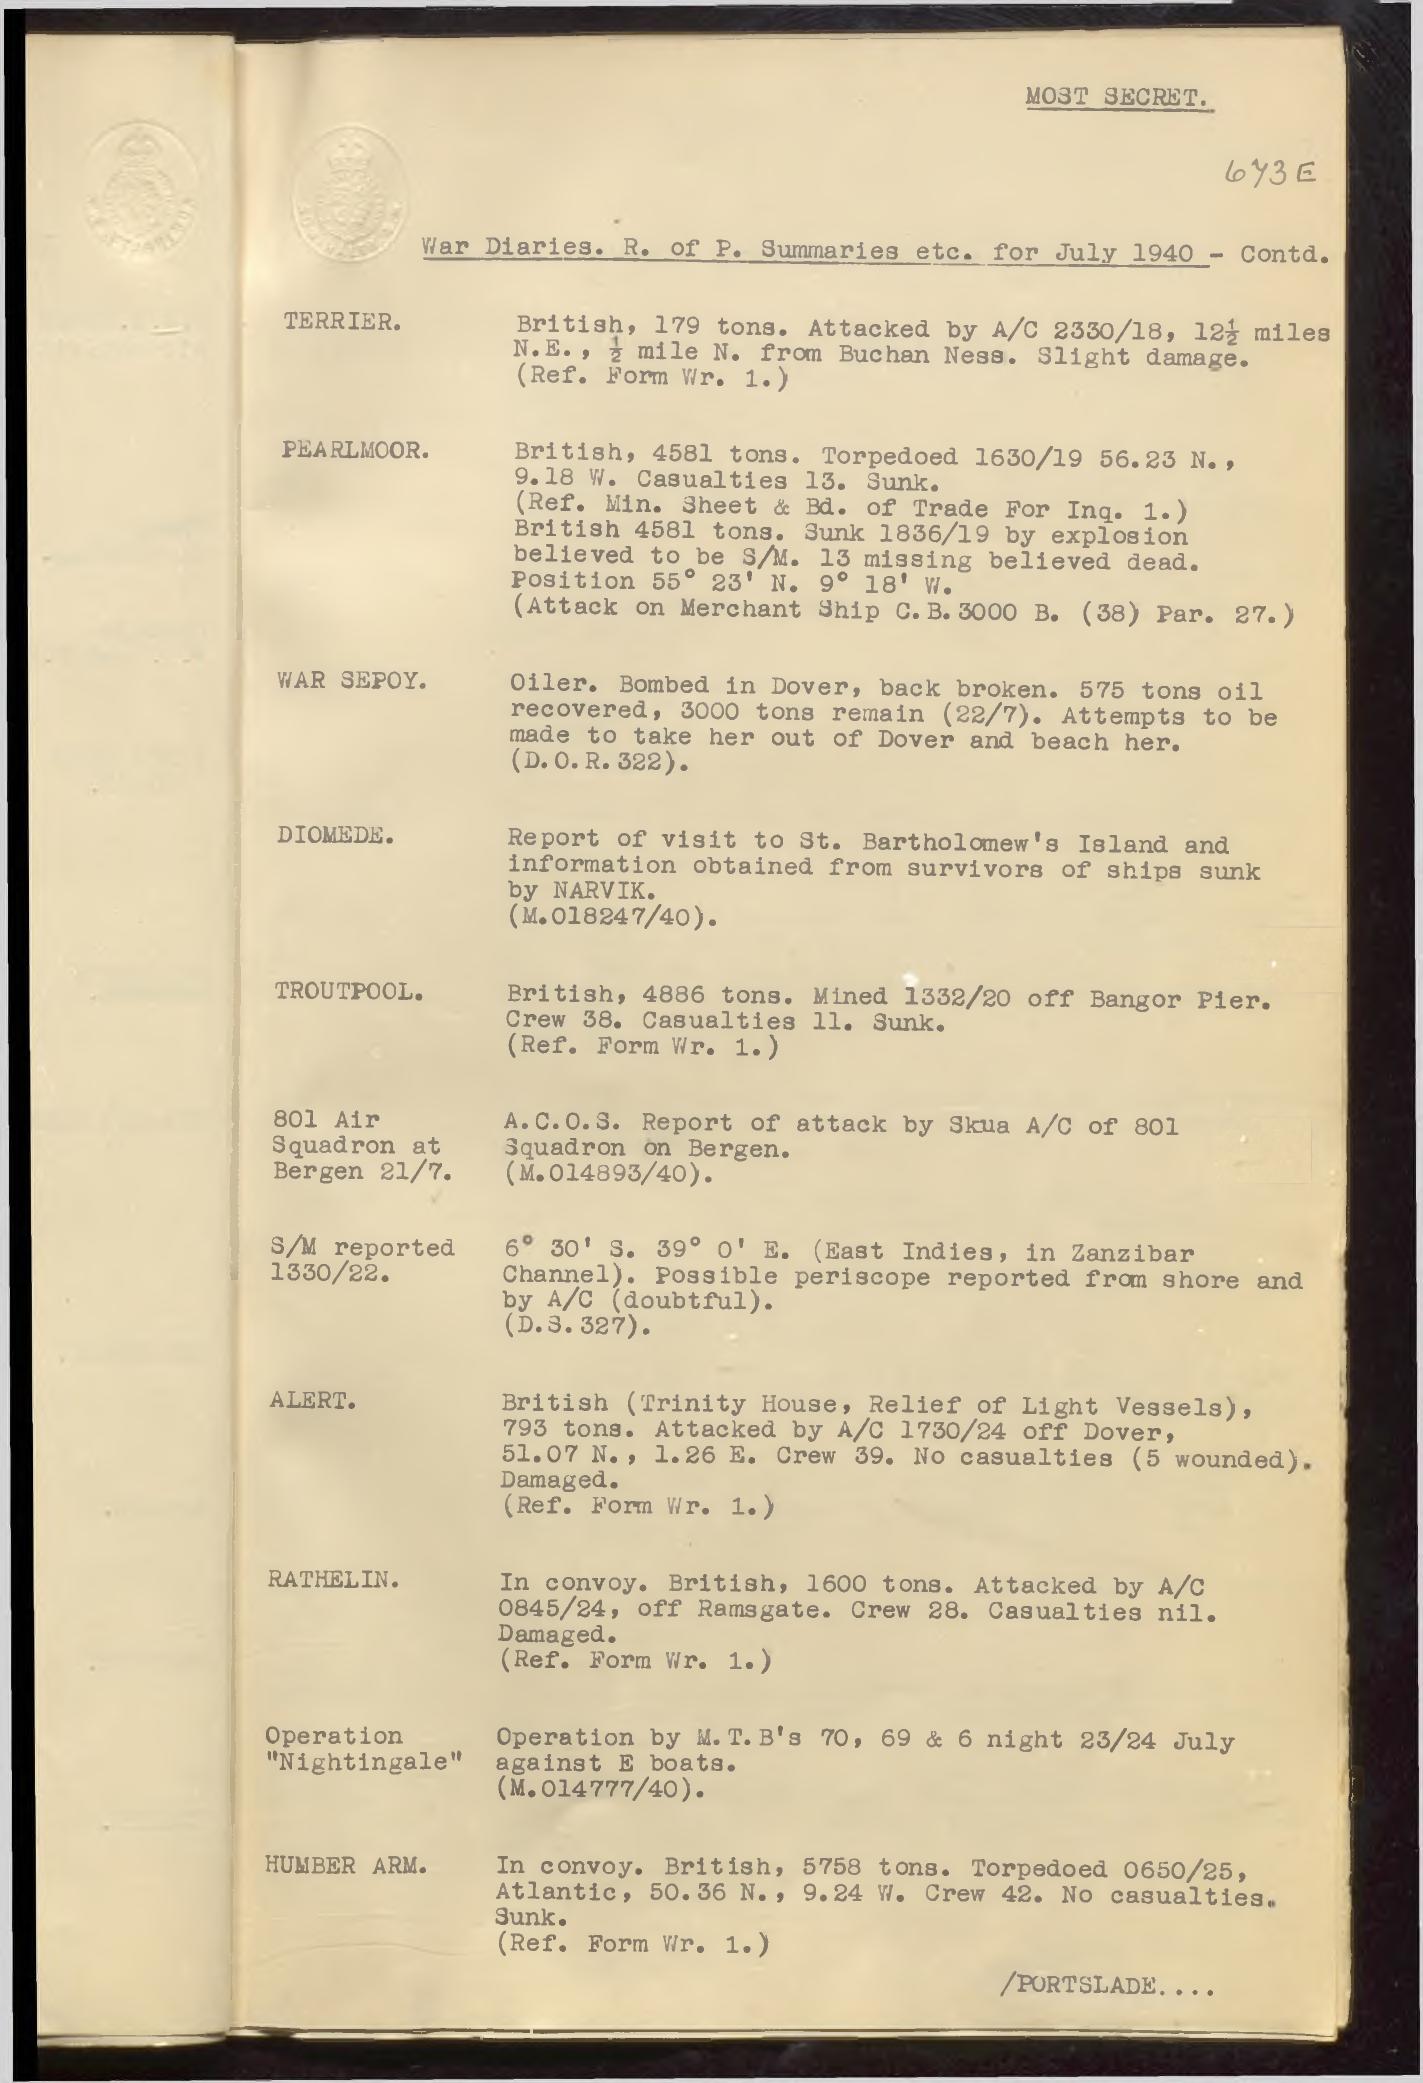 MOST SECRET.
673 E
War Diaries. R. of P. Summaries etc. for July 1940 - Contd.
TERRIER. British, 179 tons. Attacked by A/C 2330/18, 12½ miles
N.E., ½ mile N. from Buchan Ness. Slight damage.
(Ref. Form Wr. 1.)
PEARLMOOR. British, 4581 tons. Torpedoed 1630/19 56.23 N.,
9.18 W. Casualties 13. Sunk.
(Ref. Min. Sheet & Bd. of Trade For Inq. 1.)
British 4581 tons. Sunk 1836/19 by explosion
believed to be S/M. 13 missing believed dead.
Position 55° 23' N. 9° 18' W.
(Attack on Merchant Ship C.B.3000 B. (38) Par. 27.)
WAR SEPOY. Oiler. Bombed in Dover, back broken. 575 tons oil
recovered, 3000 tons remain (22/7). Attempts to be
made to take her out of Dover and beach her.
(D.O.R.322).
DIOMEDE. Report of visit to St. Bartholomew's Island and
information obtained from survivors of ships sunk
by NARVIK.
(M.018247/40).
TROUTPOOL. British, 4886 tons. Mined 1332/20 off Bangor Pier.
Crew 38. Casualties 11. Sunk.
(Ref. Form Wr. 1.)
801 Air A.C.O.S. Report of attack by Skua A/C of 801
Squadron at Squadron on Bergen.
Bergen 21/7. (M.014893/40).
S/M reported 6° 30' S. 39° 0' E. (East Indies, in Zanzibar
1330/22. Channel). Possible periscope reported from shore and
by A/C (doubtful).
(D.S.327).
ALERT. British (Trinity House, Relief of Light Vessels),
793 tons. Attacked by A/C 1730/24 off Dover,
51.07 N., 1.26 E. Crew 39. No casualties (5 wounded).
Damaged.
(Ref. Form Wr. 1.)
RATHELIN. In convoy. British, 1600 tons. Attacked by A/C
0845/24, off Ramsgate. Crew 28. Casualties nil.
Damaged.
(Ref. Form Wr. 1.)
Operation Operation by M.T.B's 70, 69 & 6 night 23/24 July
"Nightingale" against E boats.
(M.014777/40).
HUMBER ARM. In convoy. British, 5758 tons. Torpedoed 0650/25,
Atlantic, 50.36 N., 9.24 W. Crew 42. No casualties.
Sunk.
(Ref. Form Wr. 1.)
/PORTSLADE....